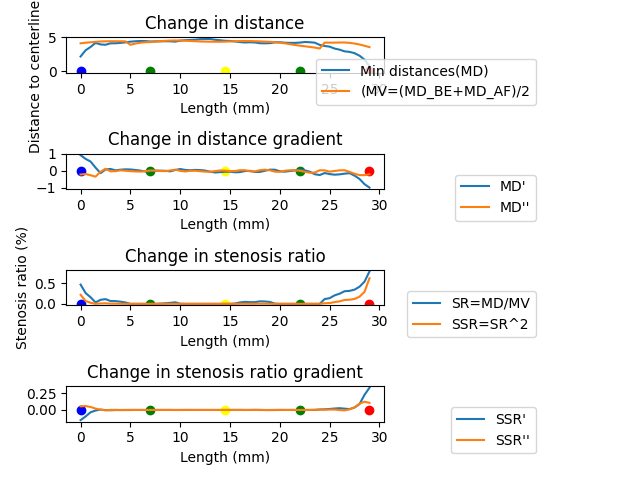 Change in distance
Distance to centerline
5
0
0 5 10 15 20 25 30
Length (mm)
Min distances(MD)
(MV=(MD_BE+MD_AF)/2
Change in distance gradient
1
0
−1
0 5 10 15 20 25 30
Length (mm)
MD'
MD''
Change in stenosis ratio
Stenosis ratio (%)
0.5
0.0
0 5 10 15 20 25 30
Length (mm)
SR=MD/MV
SSR=SR^2
Change in stenosis ratio gradient
0.25
0.00
0 5 10 15 20 25 30
Length (mm)
SSR'
SSR''